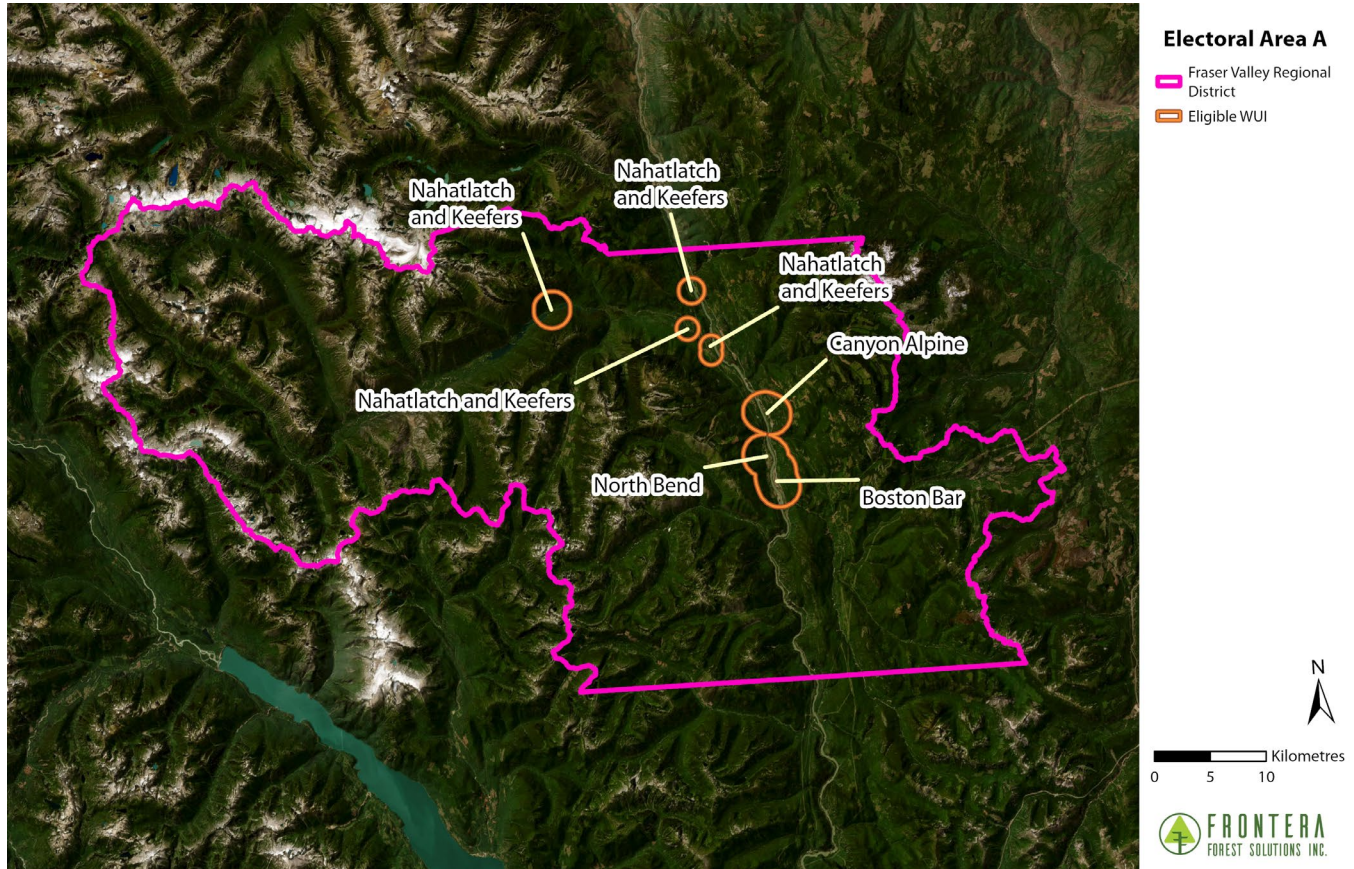 Electoral Area A
Fraser Valley Regional
District
Eligible WUI
Nahatlatch
and Keefers
Nahatlatch
and Keefers
Nahatlatch
and Keefers
Canyon Alpine
Nahatlatch and Keefers
North Bend
Boston Bar
N
Kilometres
0 5 10
FRONTERA
FOREST SOLUTIONS INC.